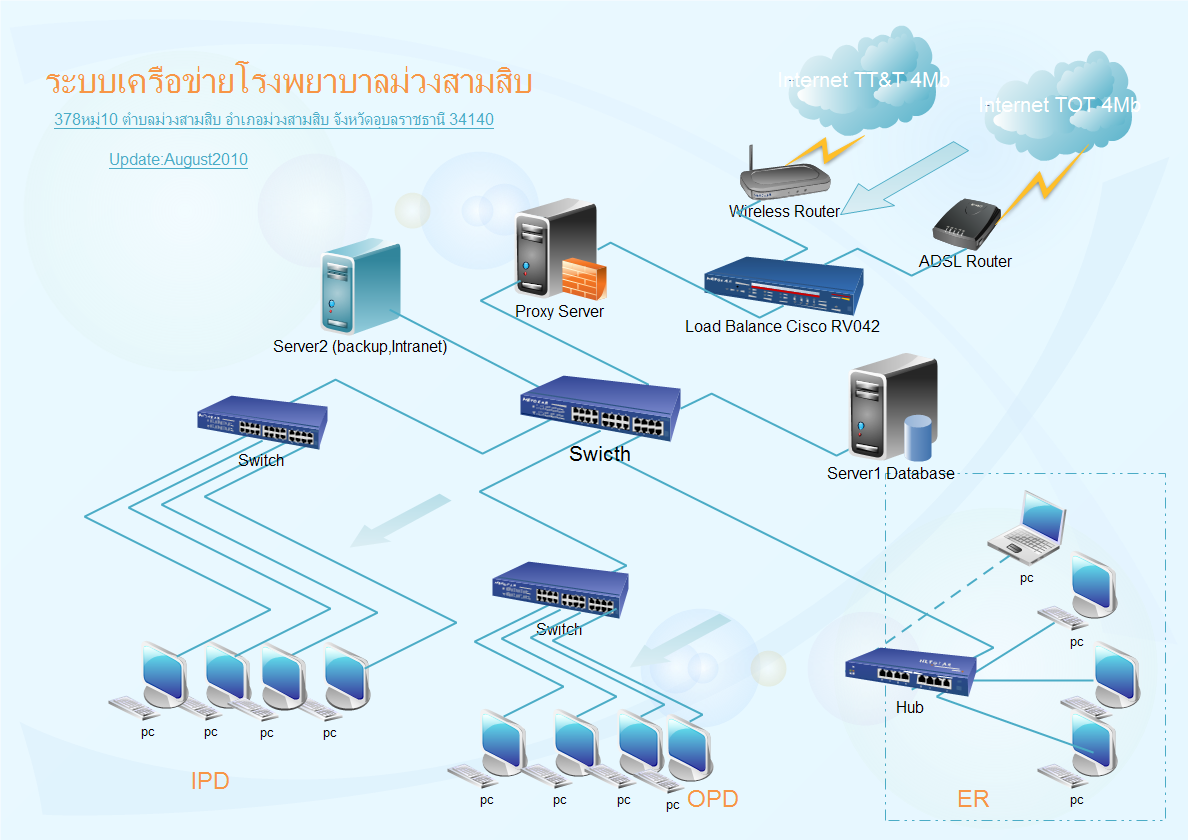 ระบบเครือข่ายโรงพยาบาลม่วงสามสิบ
378หมู่10 ตำบลม่วงสามสิบ อำเภอม่วงสามสิบ จังหวัดอุบลราชธานี 34140
Update:August2010
Internet TT&T 4Mb
Internet TOT 4Mb
Wireless Router
ADSL Router
Proxy Server
Load Balance Cisco RV042
Server2 (backup,Intranet)
Switch
Swicth
Server1 Database
pc
pc
Switch
Hub
pc
pc
pc
pc
pc
pc
pc
pc
pc
pc
IPD
OPD
ER